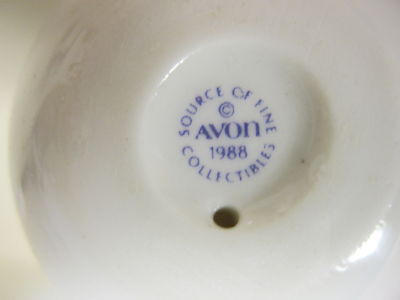 SOURCE OF FINE
©
AVON
1988
COLLECTIBLES